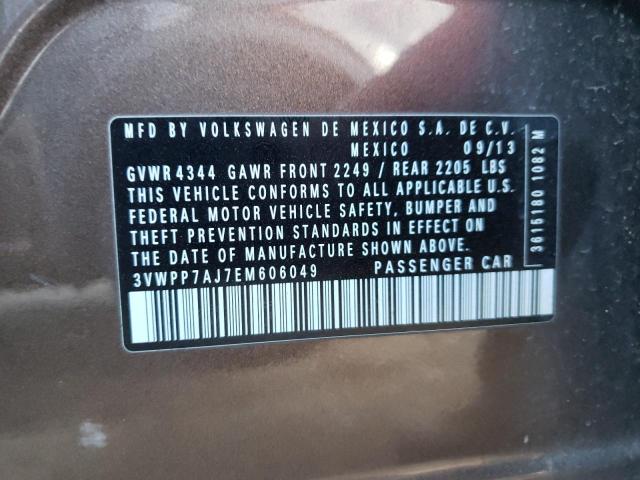 MFD BY VOLKSWAGEN DE MEXICO S.A. DE C.V.
MEXICO 09/13
GVWR 4344 GAWR FRONT 2249 / REAR 2205 LBS
THIS VEHICLE CONFORMS TO ALL APPLICABLE U.S.
FEDERAL MOTOR VEHICLE SAFETY, BUMPER AND
THEFT PREVENTION STANDARDS IN EFFECT ON
THE DATE OF MANUFACTURE SHOWN ABOVE.
3VWPP7AJ7EM606049 PASSENGER CAR
3615180 1082 M